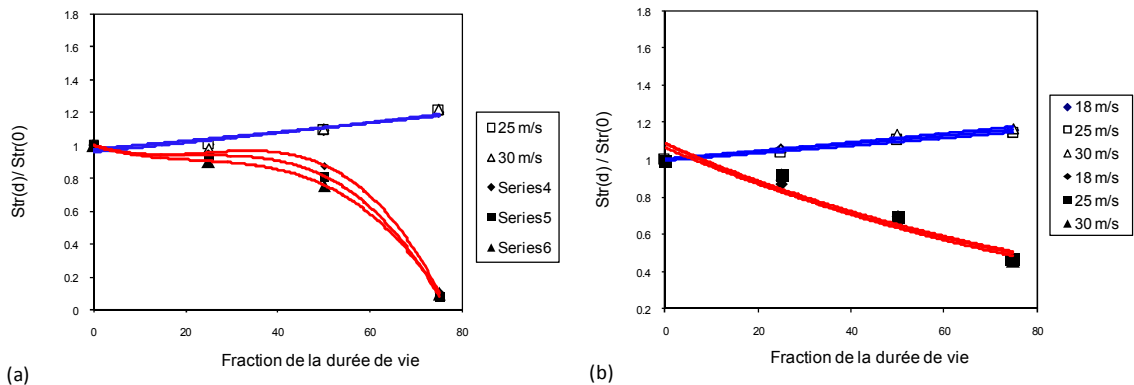 1.8
1.6
1.4
1.2
1
0.8
0.6
0.4
0.2
0
Str(d)/ Str(0)
0 20 40 60 80
Fraction de la durée de vie
25 m/s
30 m/s
Series4
Series5
Series6
(a)
1.8
1.6
1.4
1.2
1
0.8
0.6
0.4
0.2
Str(d) / Str(0)
0 20 40 60 80
Fraction de la durée de vie
18 m/s
25 m/s
30 m/s
18 m/s
25 m/s
30 m/s
(b)